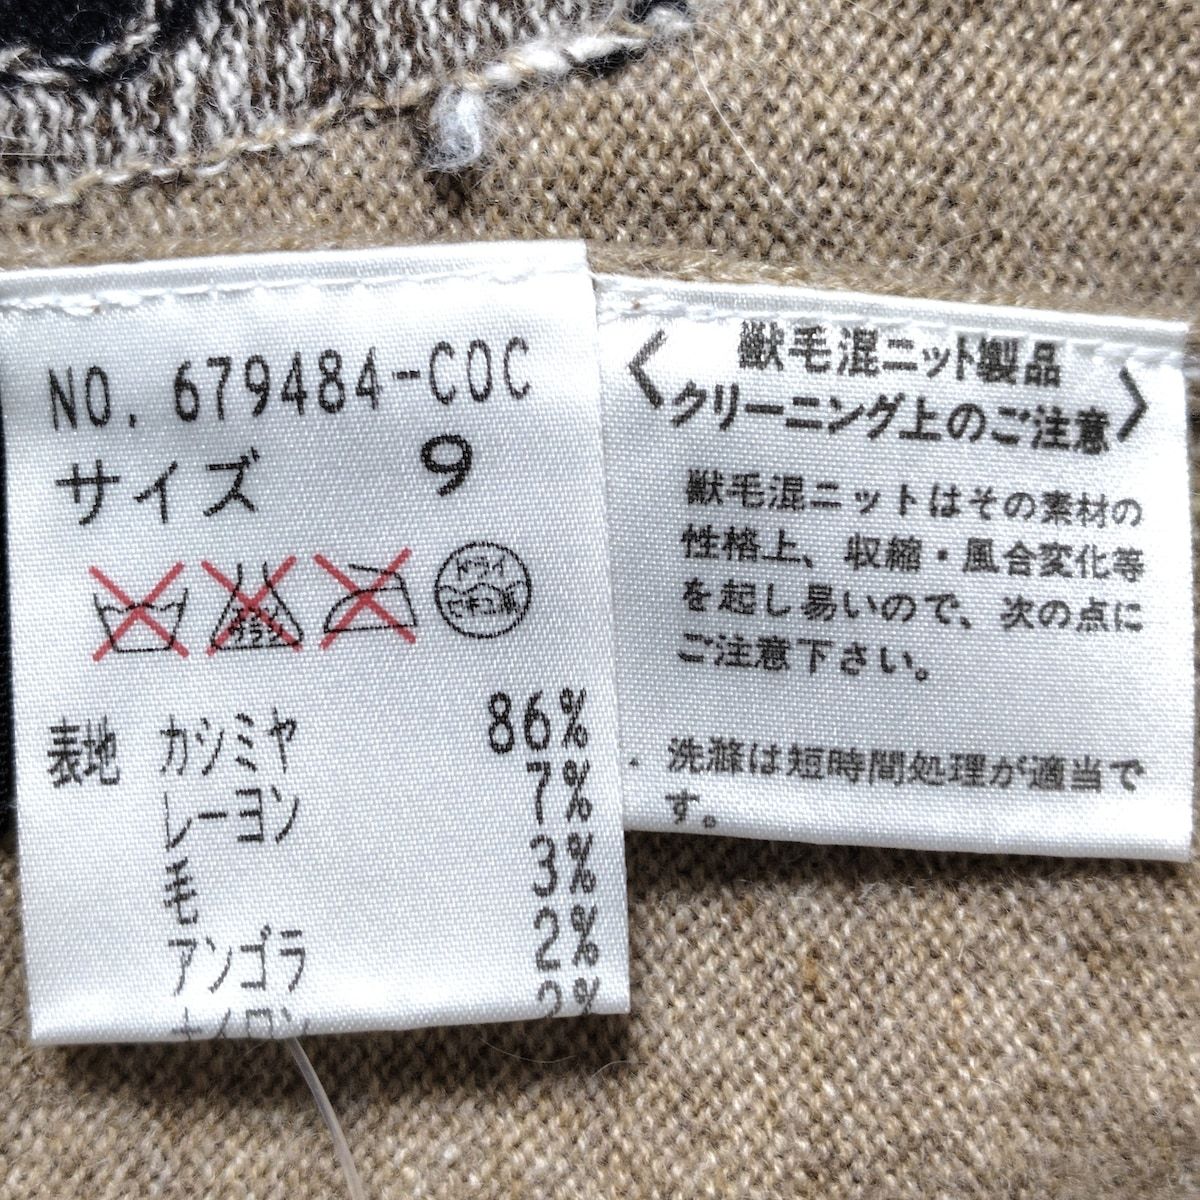 NO. 679484-COC
サイズ 9
ドライ
セキユ系
表地 カシミヤ 86%
レーヨン 7%
毛 3%
アンゴラ 2%
ナイロン 2%
〈獣毛混ニット製品
クリーニング上のご注意〉
獣毛混ニットはその素材の
性格上、収縮・風合変化等
を起し易いので、次の点に
ご注意下さい。
．洗滌は短時間処理が適当で
す。